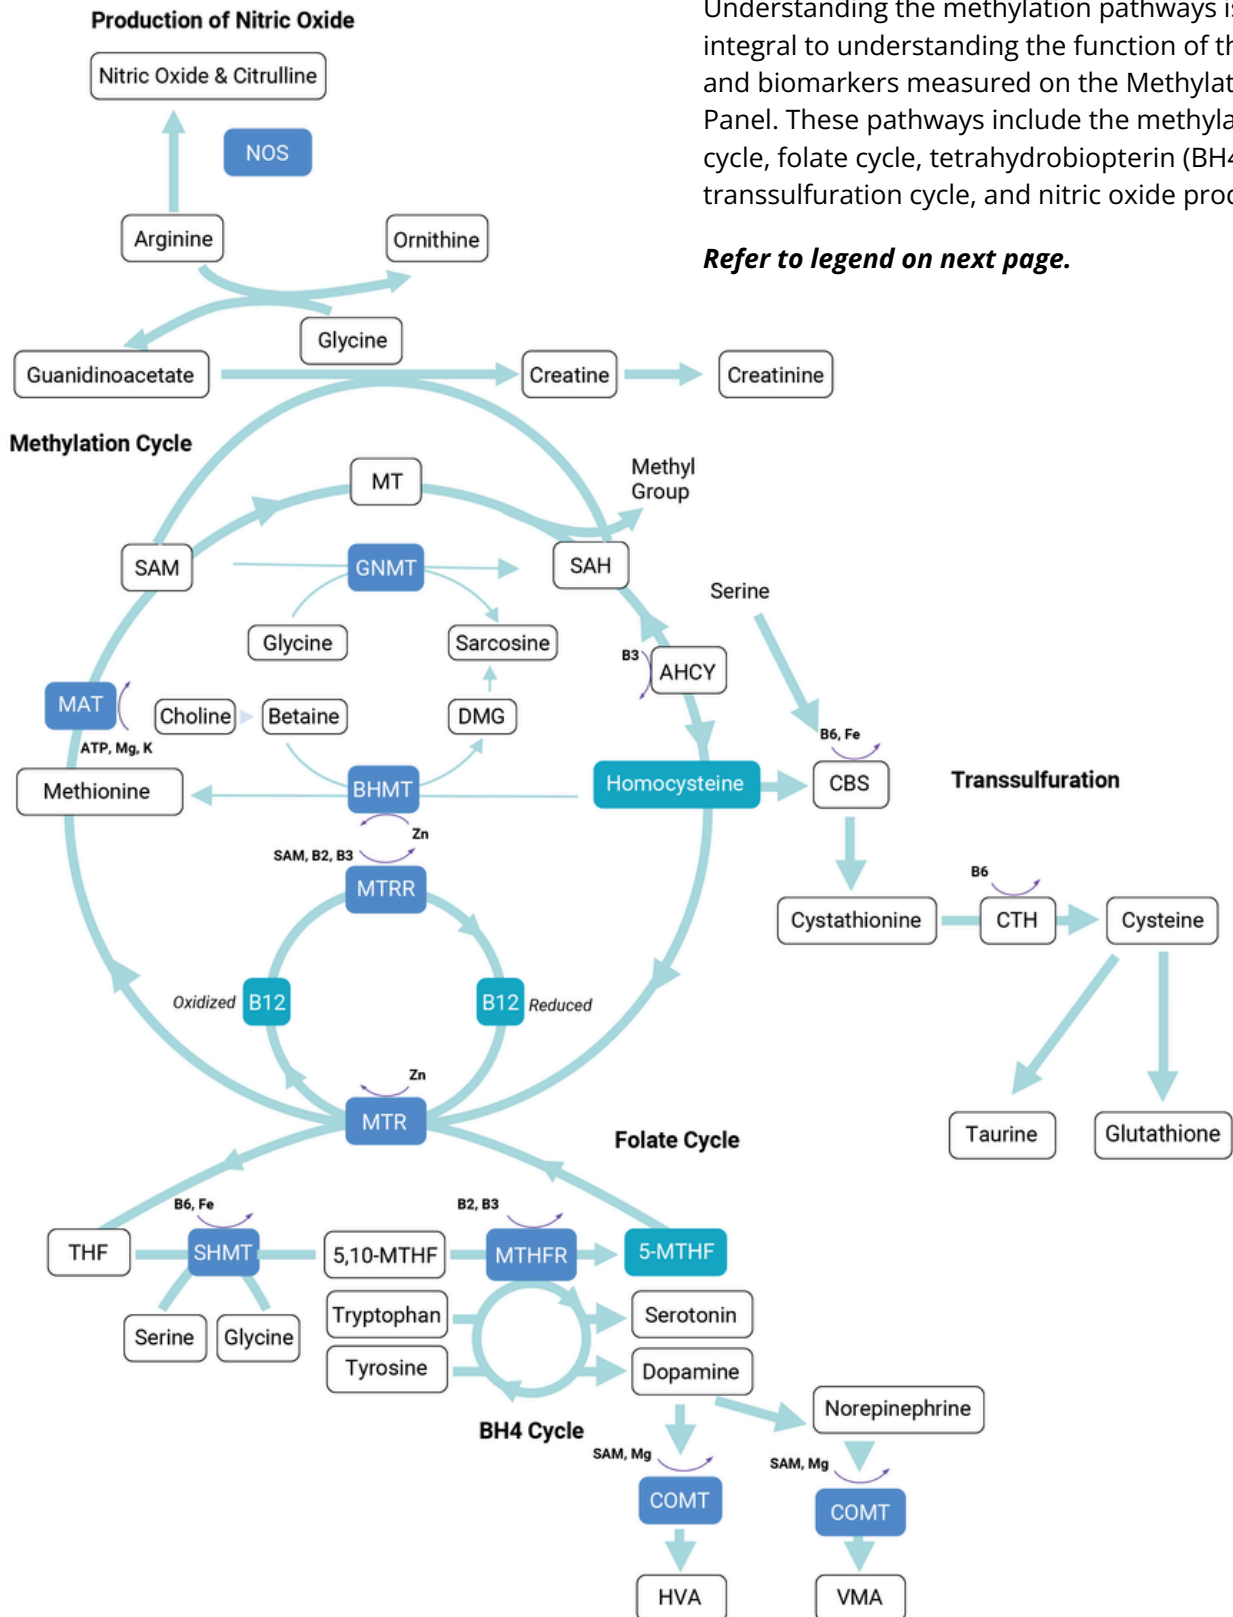 Production of Nitric Oxide
Understanding the methylation pathways is
integral to understanding the function of th
and biomarkers measured on the Methylat
Panel. These pathways include the methyla
cycle, folate cycle, tetrahydrobiopterin (BH4
transsulfuration cycle, and nitric oxide prod
Refer to legend on next page.
Nitric Oxide & Citrulline
NOS
Arginine
Ornithine
Glycine
Guanidinoacetate
Creatine
Creatinine
Methylation Cycle
MT
Methyl
Group
SAM
GNMT
SAH
Serine
Glycine
Sarcosine
B3
AHCY
MAT
ATP, Mg, K
Choline
Betaine
DMG
B6, Fe
Methionine
BHMT
Homocysteine
CBS
Transsulfuration
Zn
SAM, B2, B3
MTRR
B6
Cystathionine
CTH
Cysteine
Oxidized
B12
B12
Reduced
Zn
MTR
Folate Cycle
Taurine
Glutathione
B6, Fe
B2, B3
THF
SHMT
5,10-MTHF
MTHFR
5-MTHF
Serine
Glycine
Tryptophan
Serotonin
Tyrosine
Dopamine
BH4 Cycle
Norepinephrine
SAM, Mg
SAM, Mg
COMT
COMT
HVA
VMA